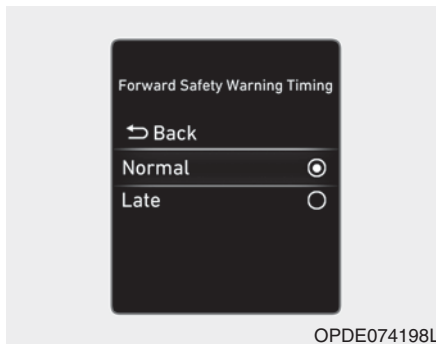 Forward Safety Warning Timing
Back
Normal
Late
OPDE074198L